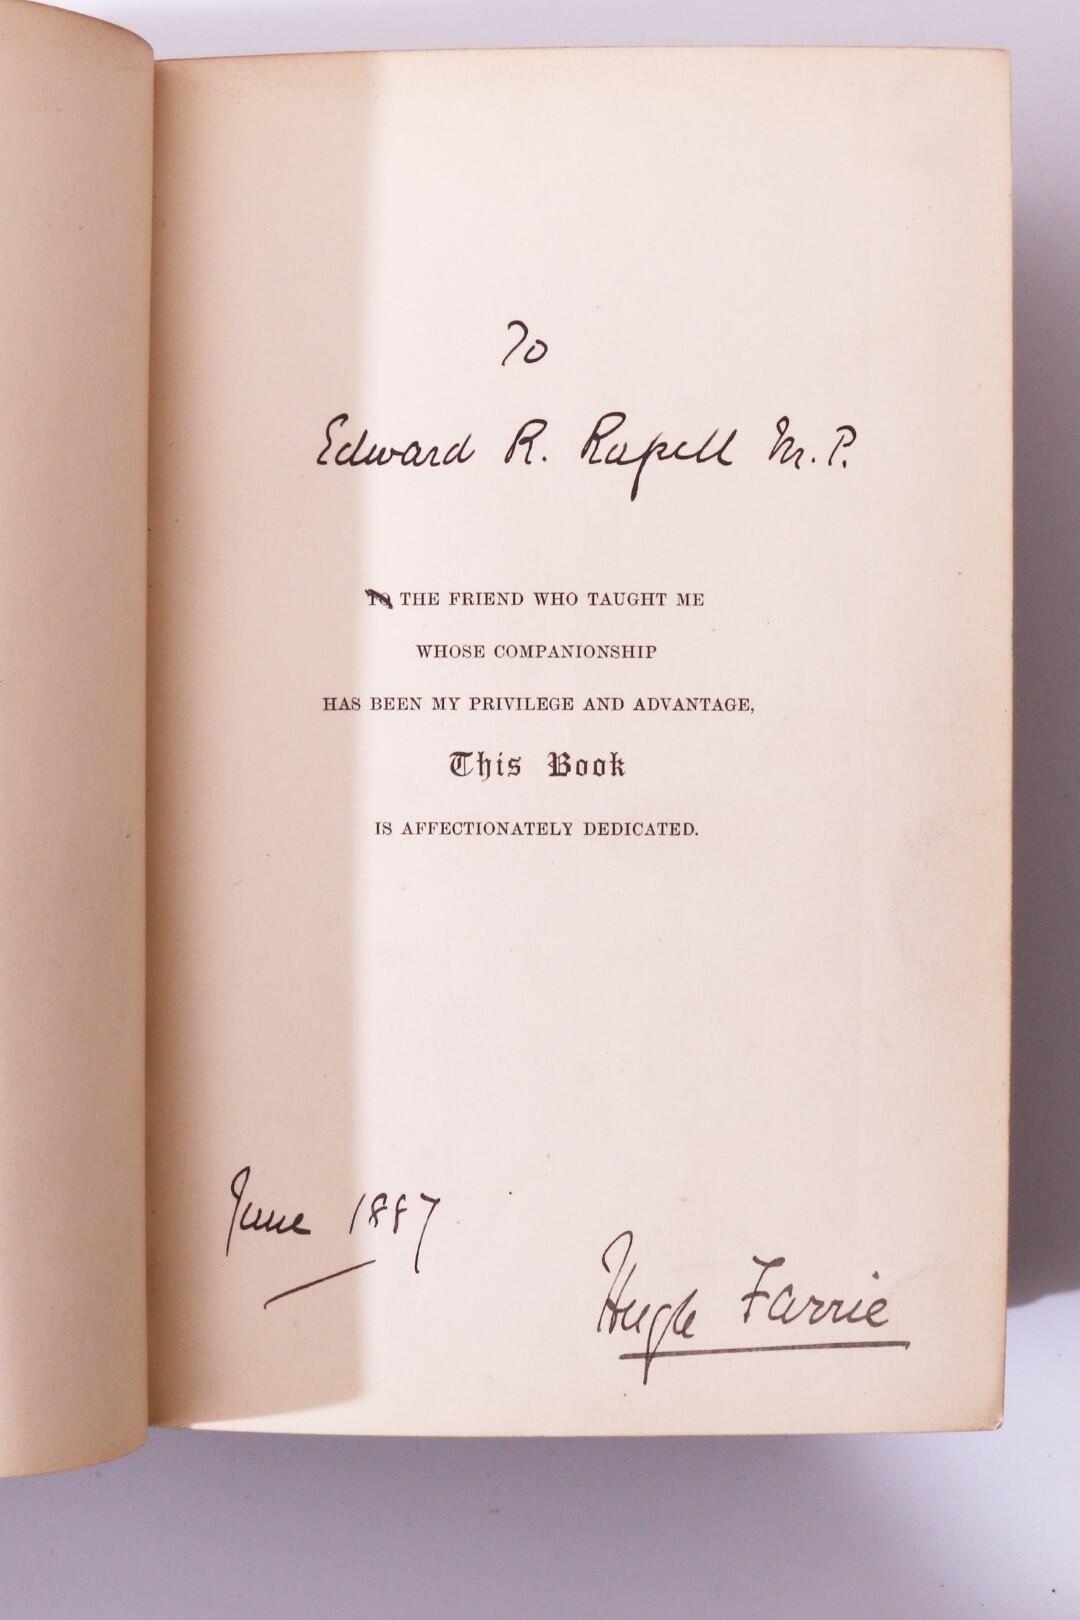 To
Edward R. Russell M.P.
TO THE FRIEND WHO TAUGHT ME
WHOSE COMPANIONSHIP
HAS BEEN MY PRIVILEGE AND ADVANTAGE,
This Book
IS AFFECTIONATELY DEDICATED.
June 1887
Hugh Farrie